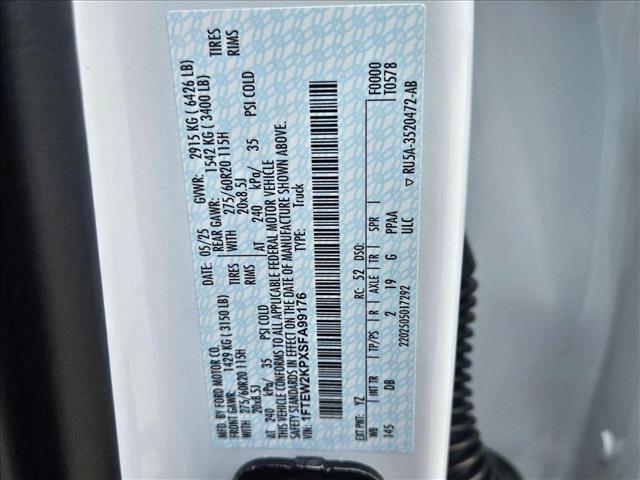 MFD. BY FORD MOTOR CO.
DATE: 05/25 GVWR: 2915 KG ( 6426 LB)
FRONT GAWR: 1429 KG ( 3150 LB) REAR GAWR: 1542 KG ( 3400 LB)
275/60R20 115H TIRES WITH 275/60R20 115H TIRES
20x8.5J RIMS 20x8.5J RIMS
AT 240 kPa/ 35 PSI COLD AT 240 kPa/ 35 PSI COLD
THIS VEHICLE CONFORMS TO ALL APPLICABLE FEDERAL MOTOR VEHICLE
SAFETY STANDARDS IN EFFECT ON THE DATE OF MANUFACTURE SHOWN ABOVE.
VIN: 1FTEW2KPXSFA99176 TYPE: Truck
F0000
T0578
EXT PNT: YZ RC: 52 DSO:
WB INT TR TP/PS R AXLE TR SPR
145 DB 2 19 G PPAA
ULC
2202505017292 ▽ RU5A-3520472-AB